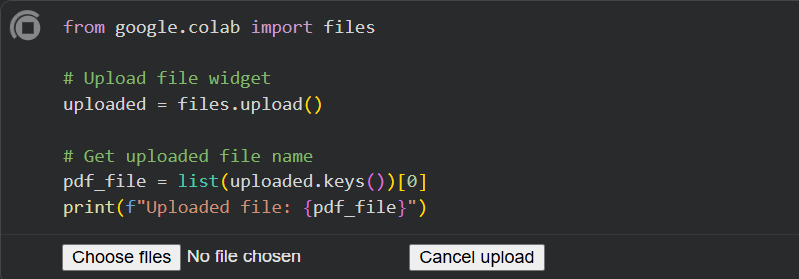 from google.colab import files
# Upload file widget
uploaded = files.upload()
# Get uploaded file name
pdf_file = list(uploaded.keys())[0]
print(f"Uploaded file: {pdf_file}")
Choose files No file chosen Cancel upload